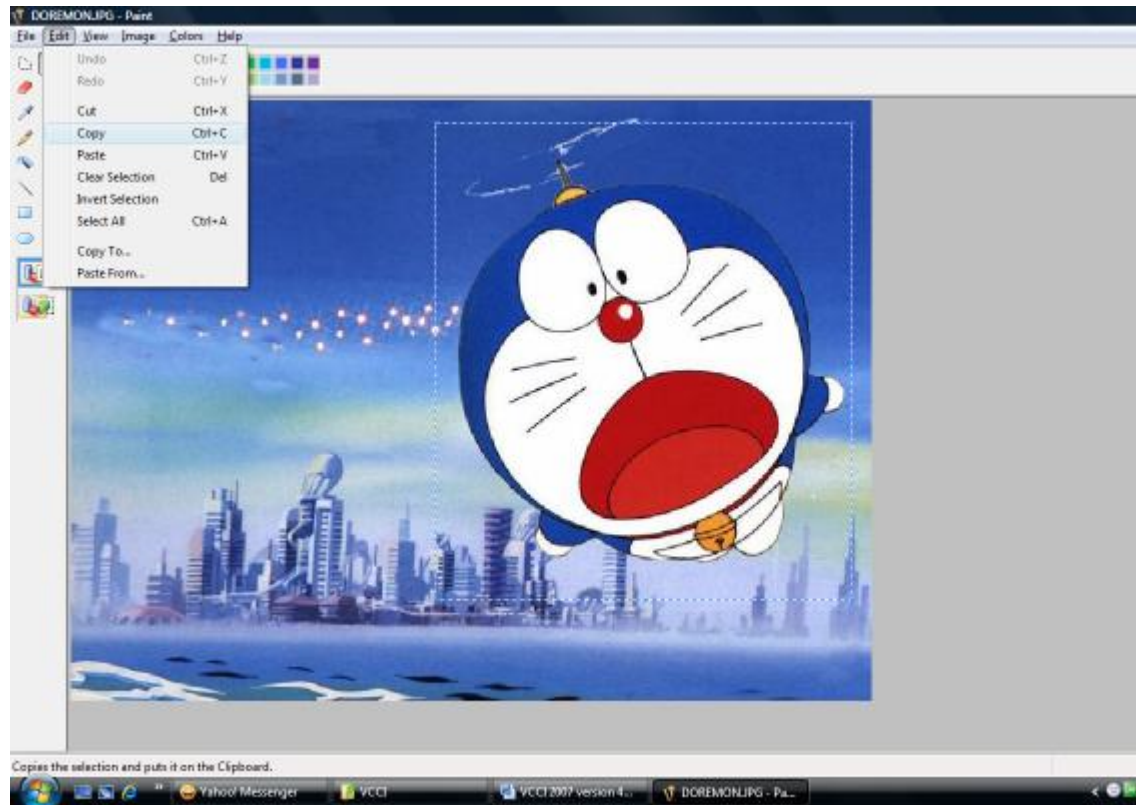 DOREMON.JPG - Paint
File Edit View Image Colors Help
Undo Ctrl+Z
Redo Ctrl+Y
Cut Ctrl+X
Copy Ctrl+C
Paste Ctrl+V
Clear Selection Del
Invert Selection
Select All Ctrl+A
Copy To...
Paste From...
Copies the selection and puts it on the Clipboard.
Yahoo! Messenger VCCI VCCI 2007 version 4... DOREMON.JPG - Pa...